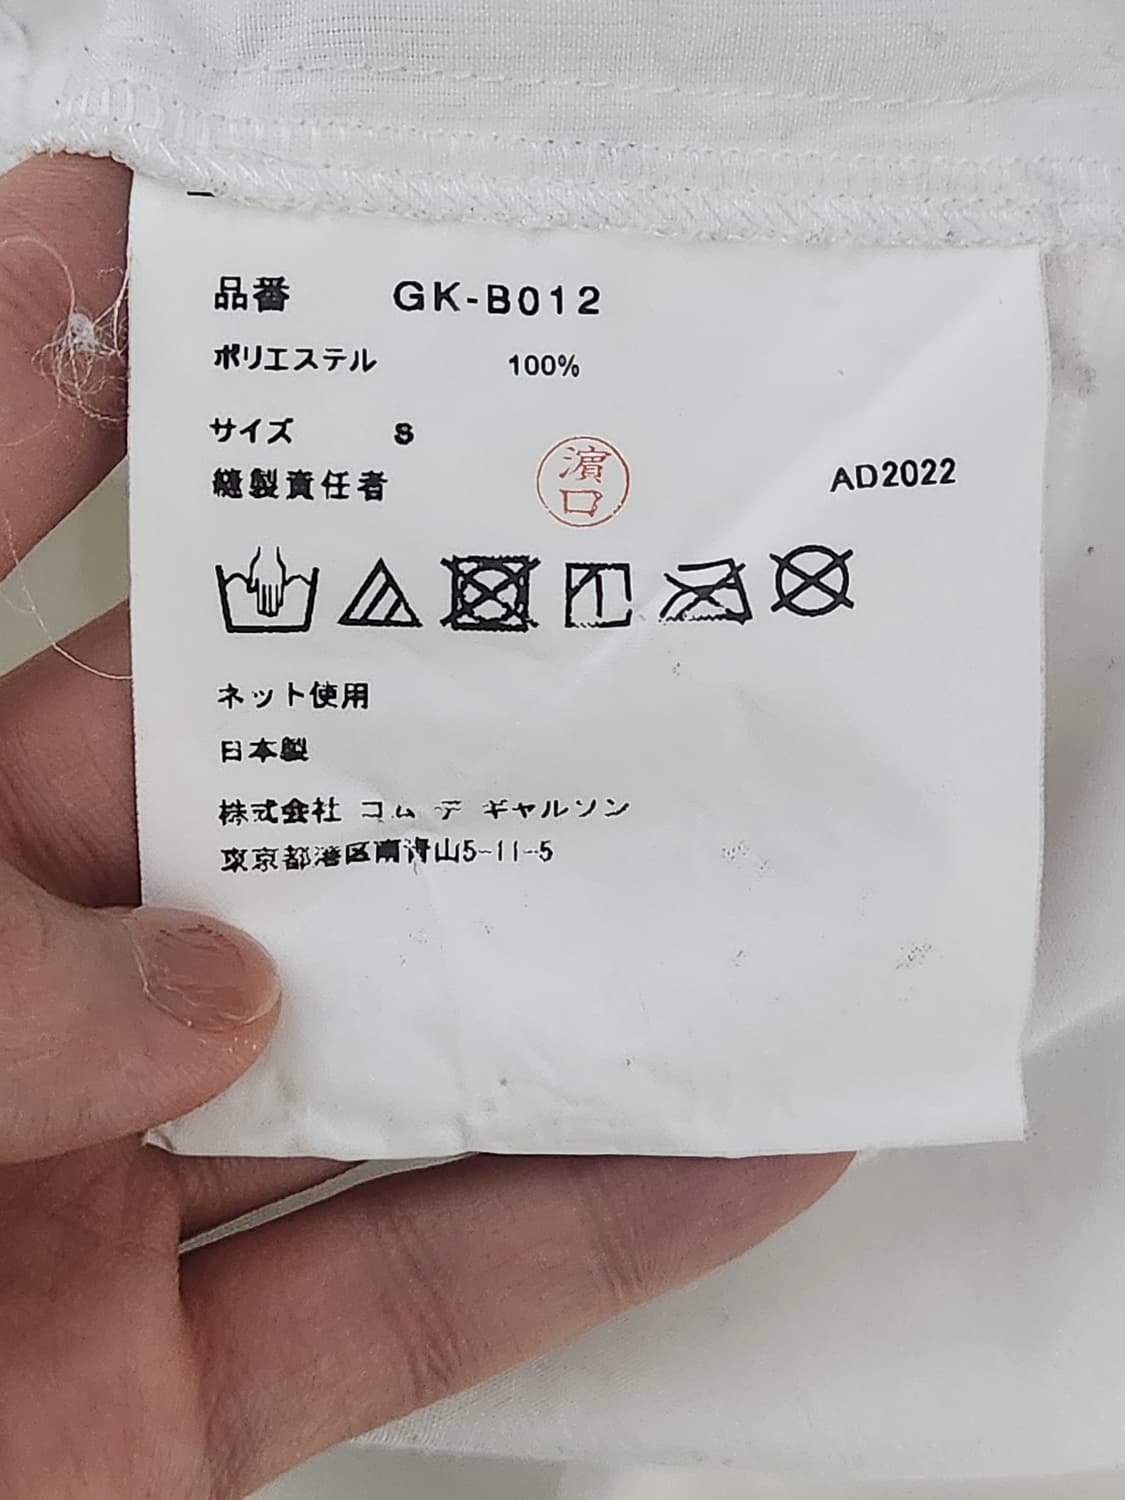 品番 GK-B012
ポリエステル 100%
サイズ S
縫製責任者 濵口 AD2022
ネット使用
日本製
株式会社 コム デ ギャルソン
東京都港区南青山5-11-5